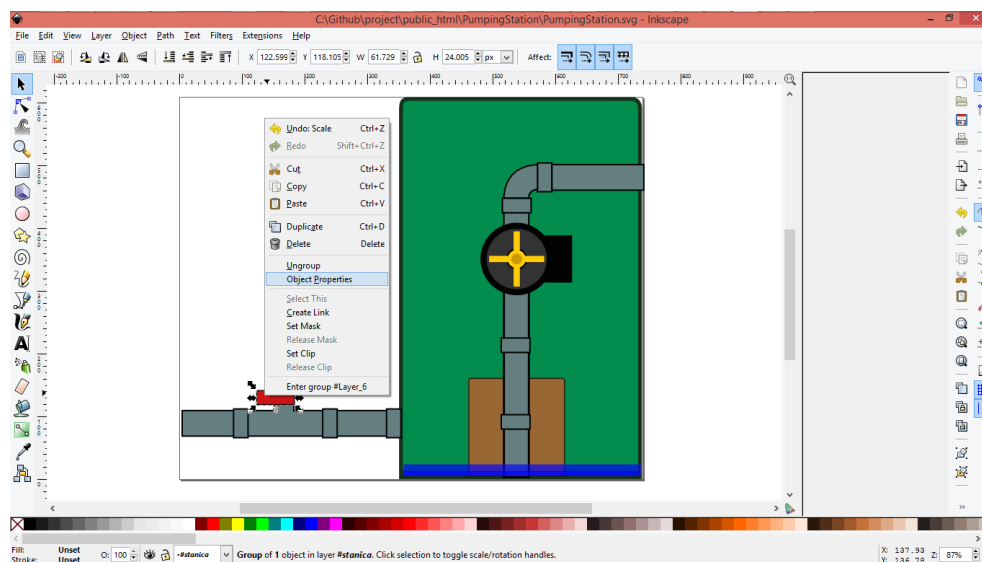 C:\Github\project\public_html\PumpingStation\PumpingStation.svg - Inkscape
File Edit View Layer Object Path Text Filters Extensions Help
X 122.599 Y 118.105 W 61.729 H 24.005 px Affect:
Undo: Scale Ctrl+Z
Redo Shift+Ctrl+Z
Cut Ctrl+X
Copy Ctrl+C
Paste Ctrl+V
Duplicate Ctrl+D
Delete Delete
Ungroup
Object Properties
Select This
Create Link
Set Mask
Release Mask
Set Clip
Release Clip
Enter group #Layer_6
Fill: Unset O: 100 -#stanica Group of 1 object in layer #stanica. Click selection to toggle scale/rotation handles. X: 137.93 Z: 87%
Stroke: Unset Y: 136.78